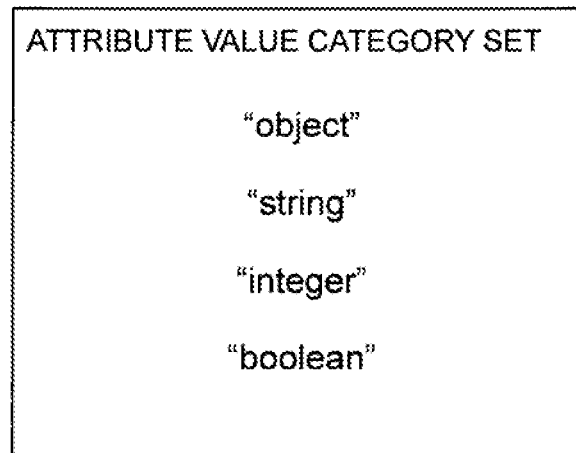 ATTRIBUTE VALUE CATEGORY SET
“object”
“string”
“integer”
“boolean”